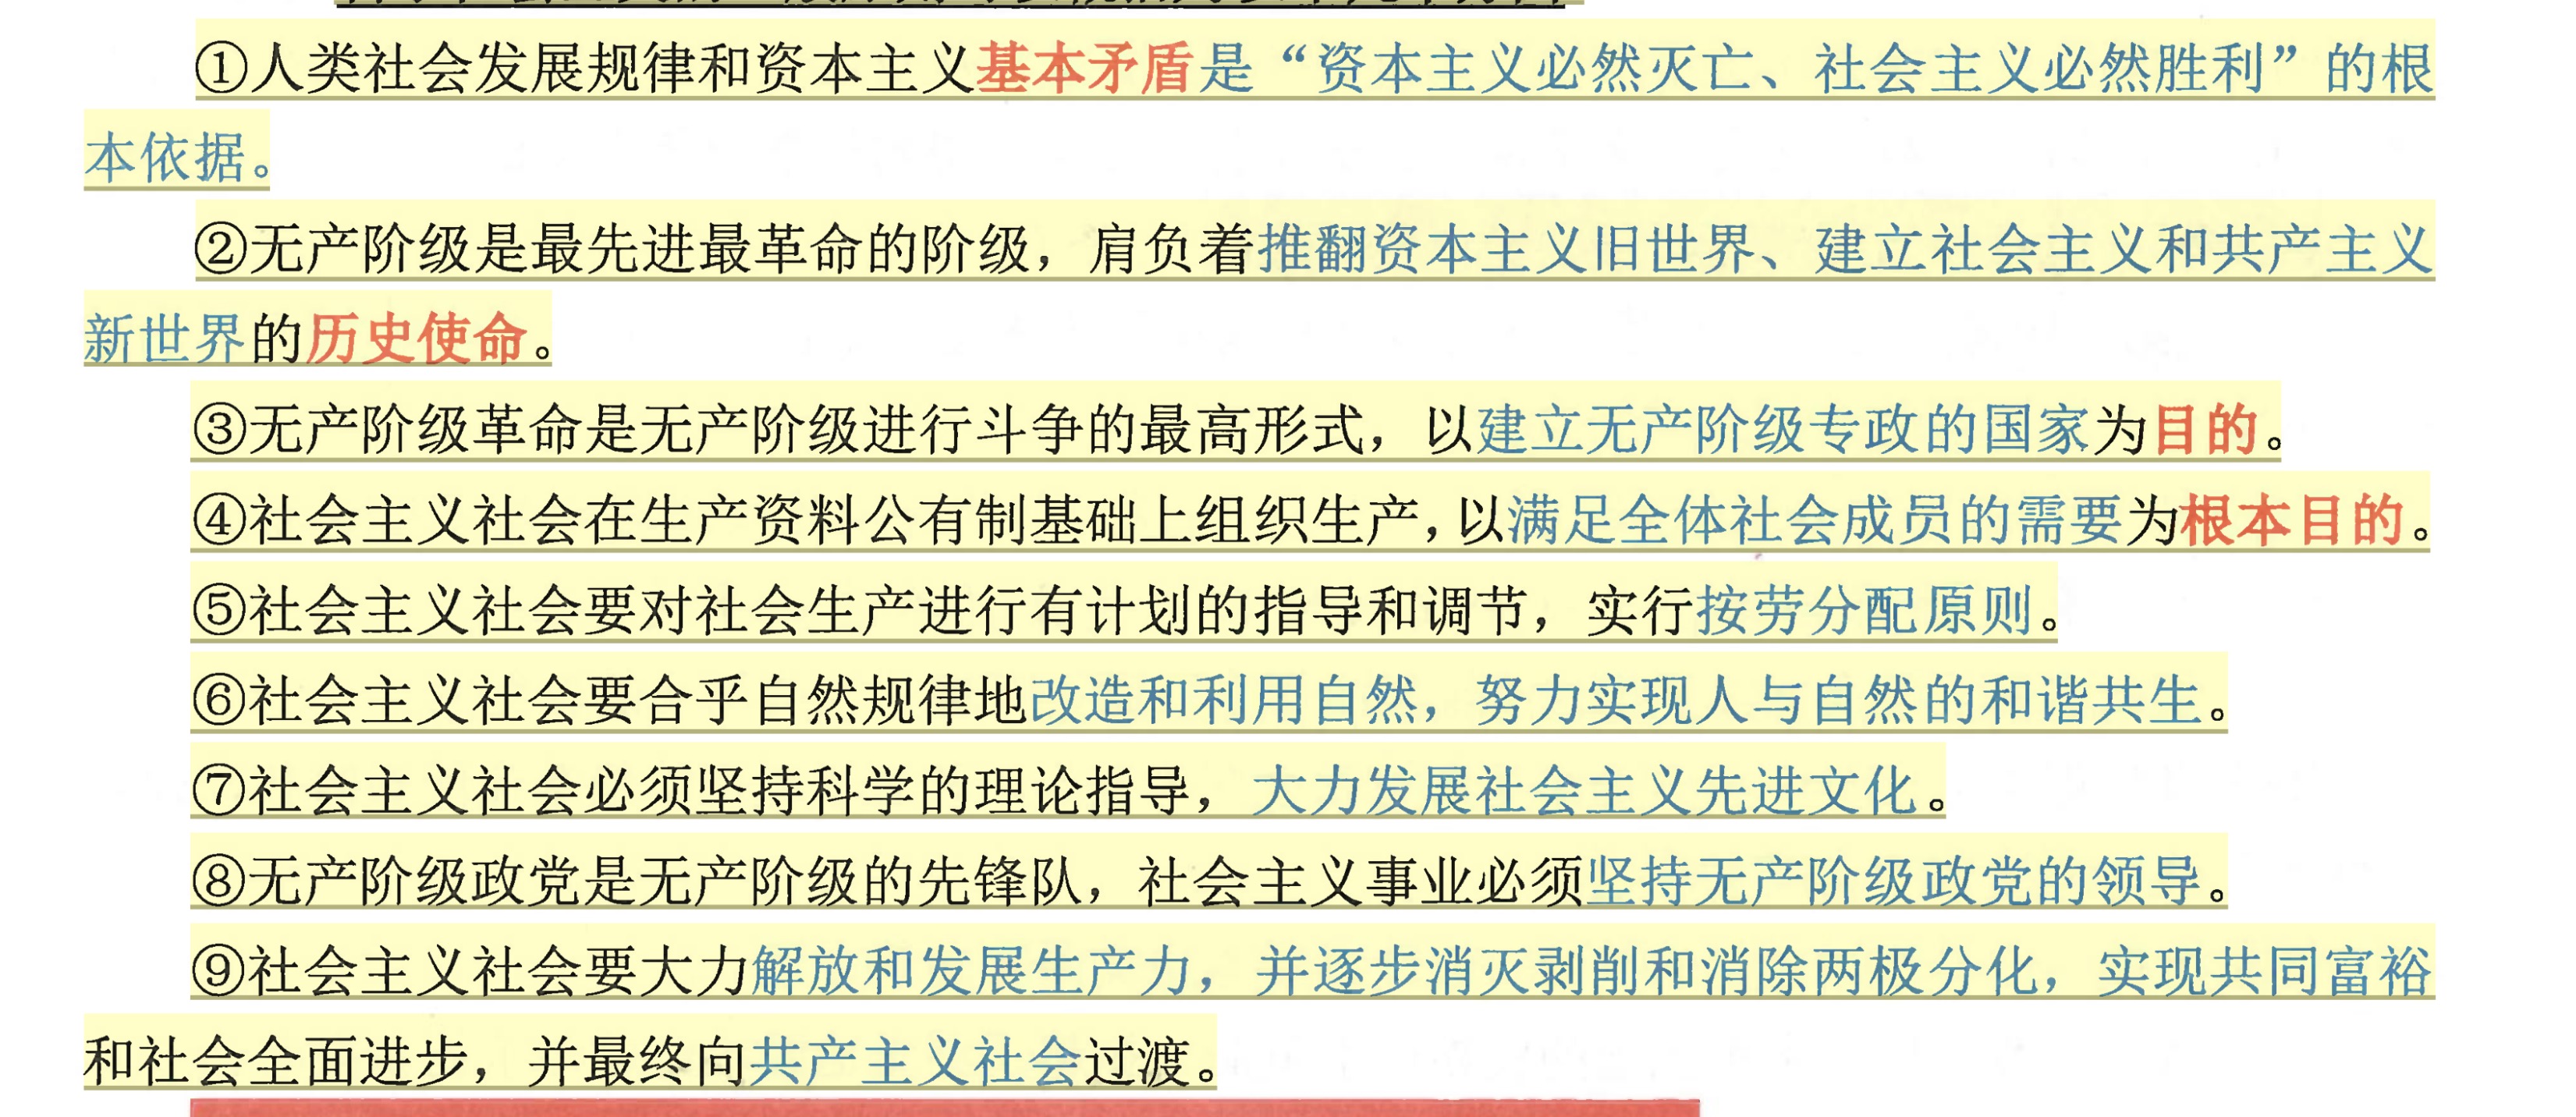 ①人类社会发展规律和资本主义基本矛盾是“资本主义必然灭亡、社会主义必然胜利”的根
本依据。
②无产阶级是最先进最革命的阶级，肩负着推翻资本主义旧世界、建立社会主义和共产主义
新世界的历史使命。
③无产阶级革命是无产阶级进行斗争的最高形式，以建立无产阶级专政的国家为目的。
④社会主义社会在生产资料公有制基础上组织生产，以满足全体社会成员的需要为根本目的。
⑤社会主义社会要对社会生产进行有计划的指导和调节，实行按劳分配原则。
⑥社会主义社会要合乎自然规律地改造和利用自然，努力实现人与自然的和谐共生。
⑦社会主义社会必须坚持科学的理论指导，大力发展社会主义先进文化。
⑧无产阶级政党是无产阶级的先锋队，社会主义事业必须坚持无产阶级政党的领导。
⑨社会主义社会要大力解放和发展生产力，并逐步消灭剥削和消除两极分化，实现共同富裕
和社会全面进步，并最终向共产主义社会过渡。